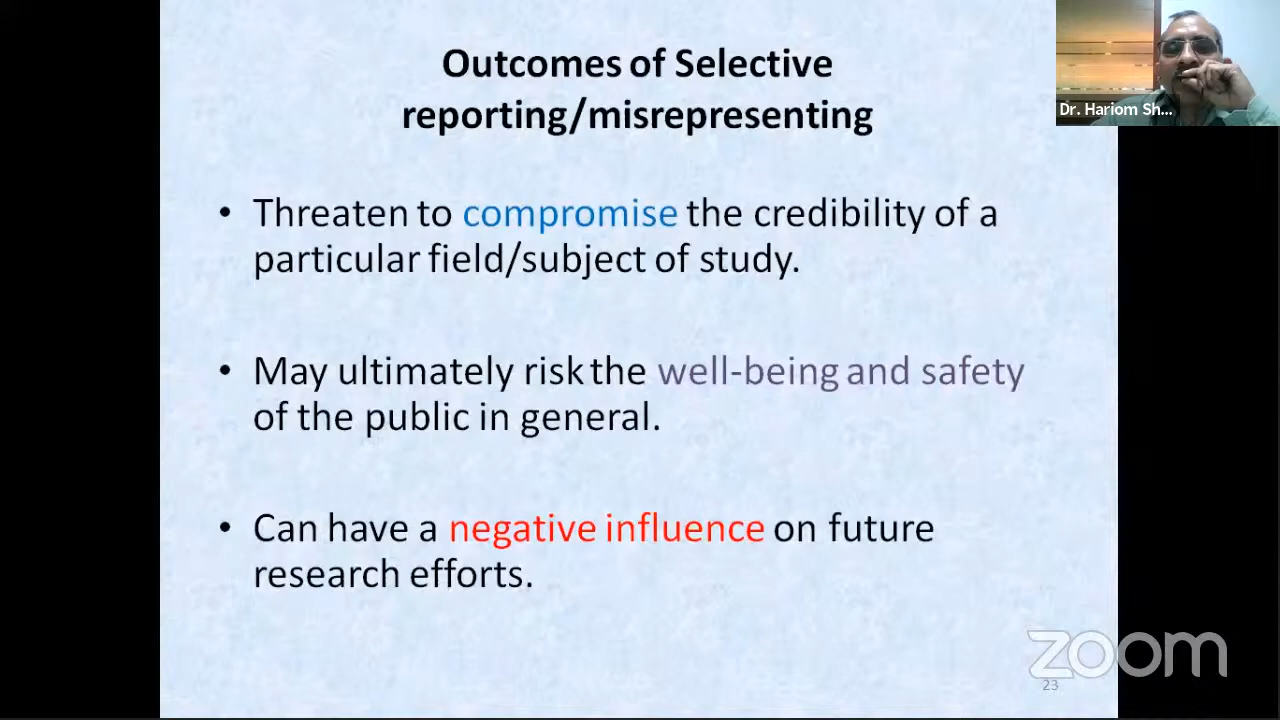 Outcomes of Selective
reporting/misrepresenting
Dr. Hariom Sh...
• Threaten to compromise the credibility of a
particular field/subject of study.
• May ultimately risk the well-being and safety
of the public in general.
• Can have a negative influence on future
research efforts.
zoom
23